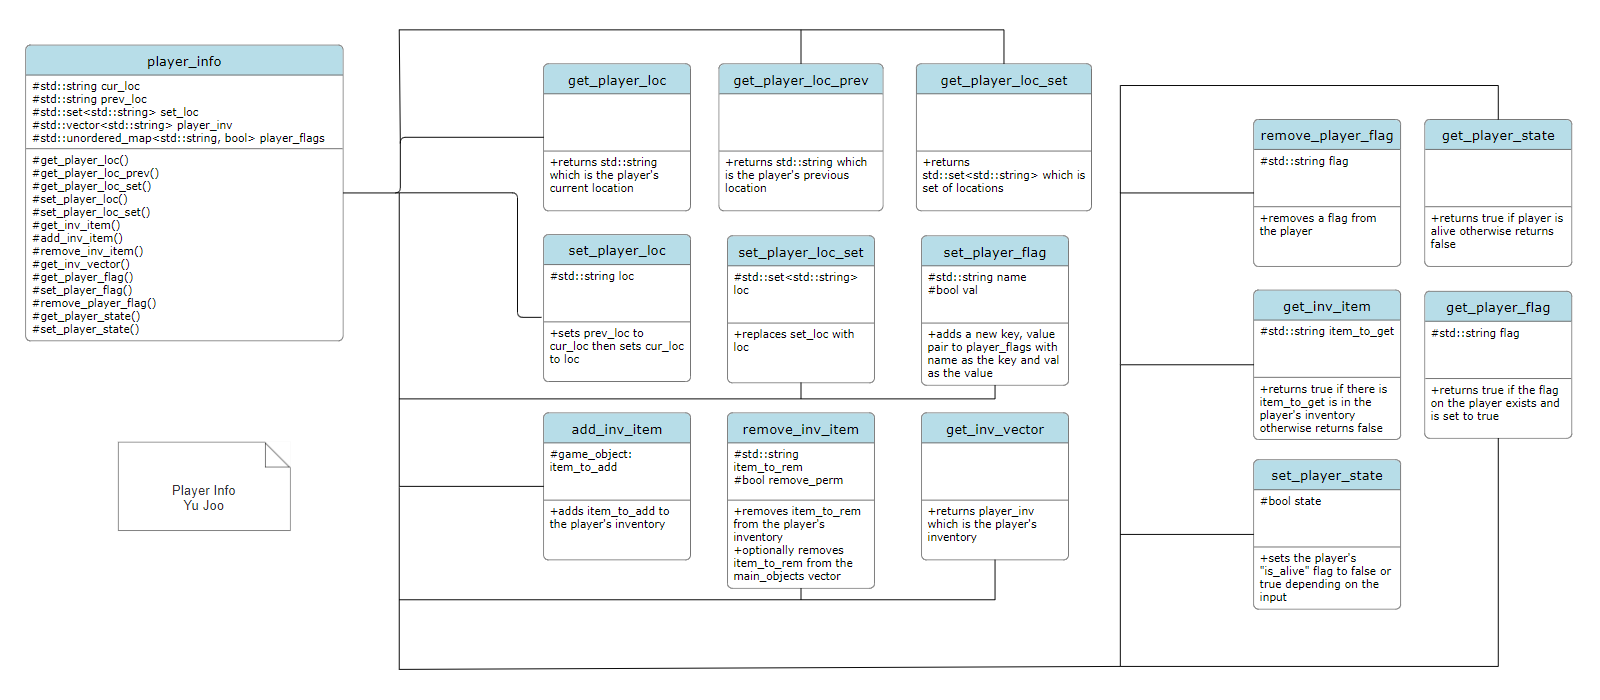 player_info
#std::string cur_loc
#std::string prev_loc
#std::set<std::string> set_loc
#std::vector<std::string> player_inv
#std::unordered_map<std::string, bool> player_flags
#get_player_loc()
#get_player_loc_prev()
#get_player_loc_set()
#set_player_loc()
#set_player_loc_set()
#get_inv_item()
#add_inv_item()
#remove_inv_item()
#get_inv_vector()
#get_player_flag()
#set_player_flag()
#remove_player_flag()
#get_player_state()
#set_player_state()
Player Info
Yu Joo
get_player_loc
+returns std::string
which is the player's
current location
get_player_loc_prev
+returns std::string which
is the player's previous
location
get_player_loc_set
+returns
std::set<std::string> which is
set of locations
set_player_loc
#std::string loc
+sets prev_loc to
cur_loc then sets cur_loc
to loc
set_player_loc_set
#std::set<std::string>
loc
+replaces set_loc with
loc
set_player_flag
#std::string name
#bool val
+adds a new key, value
pair to player_flags with
name as the key and val
as the value
add_inv_item
#game_object:
item_to_add
+adds item_to_add to
the player's inventory
remove_inv_item
#std::string
item_to_rem
#bool remove_perm
+removes item_to_rem
from the player's
inventory
+optionally removes
item_to_rem from the
main_objects vector
get_inv_vector
+returns player_inv
which is the player's
inventory
remove_player_flag
#std::string flag
+removes a flag from
the player
get_player_state
+returns true if player is
alive otherwise returns
false
get_inv_item
#std::string item_to_get
+returns true if there is
item_to_get is in the
player's inventory
otherwise returns false
get_player_flag
#std::string flag
+returns true if the flag
on the player exists and
is set to true
set_player_state
#bool state
+sets the player's
"is_alive" flag to false or
true depending on the
input